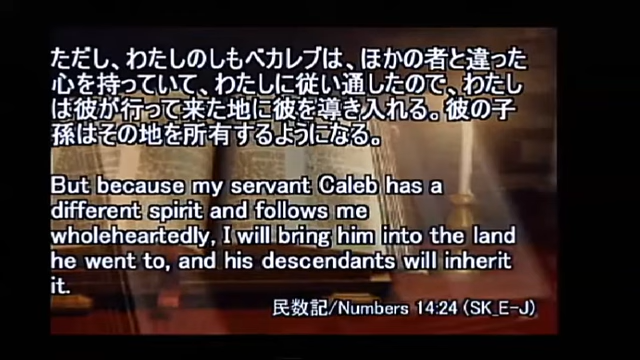 ただし、わたしのしもべカレブは、ほかの者と違った
心を持っていて、わたしに従い通したので、わたし
は彼が行って来た地に彼を導き入れる。彼の子
孫はその地を所有するようになる。
But because my servant Caleb has a
different spirit and follows me
wholeheartedly, I will bring him into the land
he went to, and his descendants will inherit
it.
民数記/Numbers 14:24 (SK_E-J)